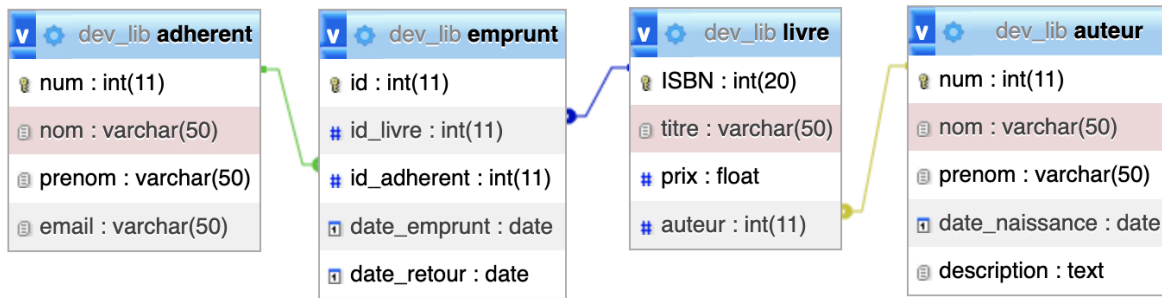 v dev_lib adherent
num : int(11)
nom : varchar(50)
prenom : varchar(50)
email : varchar(50)
v dev_lib emprunt
id : int(11)
# id_livre : int(11)
# id_adherent : int(11)
date_emprunt : date
date_retour : date
v dev_lib livre
ISBN : int(20)
titre : varchar(50)
# prix : float
# auteur : int(11)
v dev_lib auteur
num : int(11)
nom : varchar(50)
prenom : varchar(50)
date_naissance : date
description : text